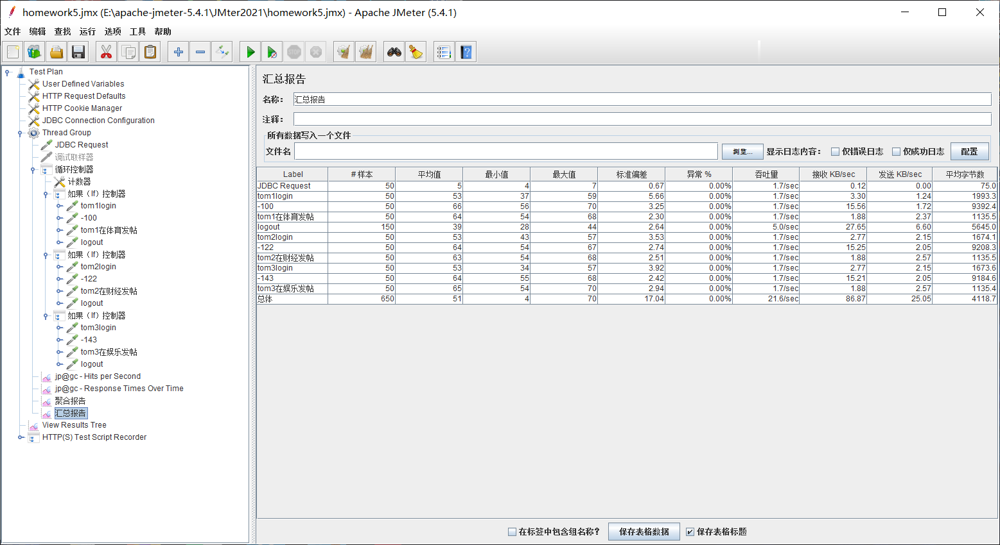 homework5.jmx (E:\apache-jmeter-5.4.1\JMter2021\homework5.jmx) - Apache JMeter (5.4.1)
文件 编辑 查找 运行 选项 工具 帮助
STOP
Test Plan
User Defined Variables
HTTP Request Defaults
HTTP Cookie Manager
JDBC Connection Configuration
Thread Group
JDBC Request
调试取样器
循环控制器
计数器
如果（If）控制器
tom1login
-100
tom1在体育发帖
logout
如果（If）控制器
tom2login
-122
tom2在财经发帖
logout
如果（If）控制器
tom3login
-143
tom3在娱乐发帖
logout
jp@gc - Hits per Second
jp@gc - Response Times Over Time
聚合报告
汇总报告
View Results Tree
HTTP(S) Test Script Recorder
汇总报告
名称： 汇总报告
注释：
所有数据写入一个文件
文件名 浏览... 显示日志内容： 仅错误日志 仅成功日志 配置
Label # 样本 平均值 最小值 最大值 标准偏差 异常 % 吞吐量 接收 KB/sec 发送 KB/sec 平均字节数
JDBC Request 50 5 4 7 0.67 0.00% 1.7/sec 0.12 0.00 75.0
tom1login 50 53 37 59 5.66 0.00% 1.7/sec 3.30 1.24 1993.3
-100 50 66 56 70 3.25 0.00% 1.7/sec 15.56 1.72 9392.4
tom1在体育发帖 50 64 54 68 2.30 0.00% 1.7/sec 1.88 2.37 1135.5
logout 150 39 28 44 2.64 0.00% 5.0/sec 27.65 6.60 5645.0
tom2login 50 53 43 57 3.53 0.00% 1.7/sec 2.77 2.15 1674.1
-122 50 64 54 67 2.74 0.00% 1.7/sec 15.25 2.05 9208.3
tom2在财经发帖 50 63 54 68 2.51 0.00% 1.7/sec 1.88 2.57 1135.5
tom3login 50 53 34 57 3.92 0.00% 1.7/sec 2.77 2.15 1673.6
-143 50 64 55 68 2.42 0.00% 1.7/sec 15.21 2.05 9184.6
tom3在娱乐发帖 50 65 54 70 2.94 0.00% 1.7/sec 1.88 2.57 1135.4
总体 650 51 4 70 17.04 0.00% 21.6/sec 86.87 25.05 4118.7
在标签中包含组名称? 保存表格数据 保存表格标题